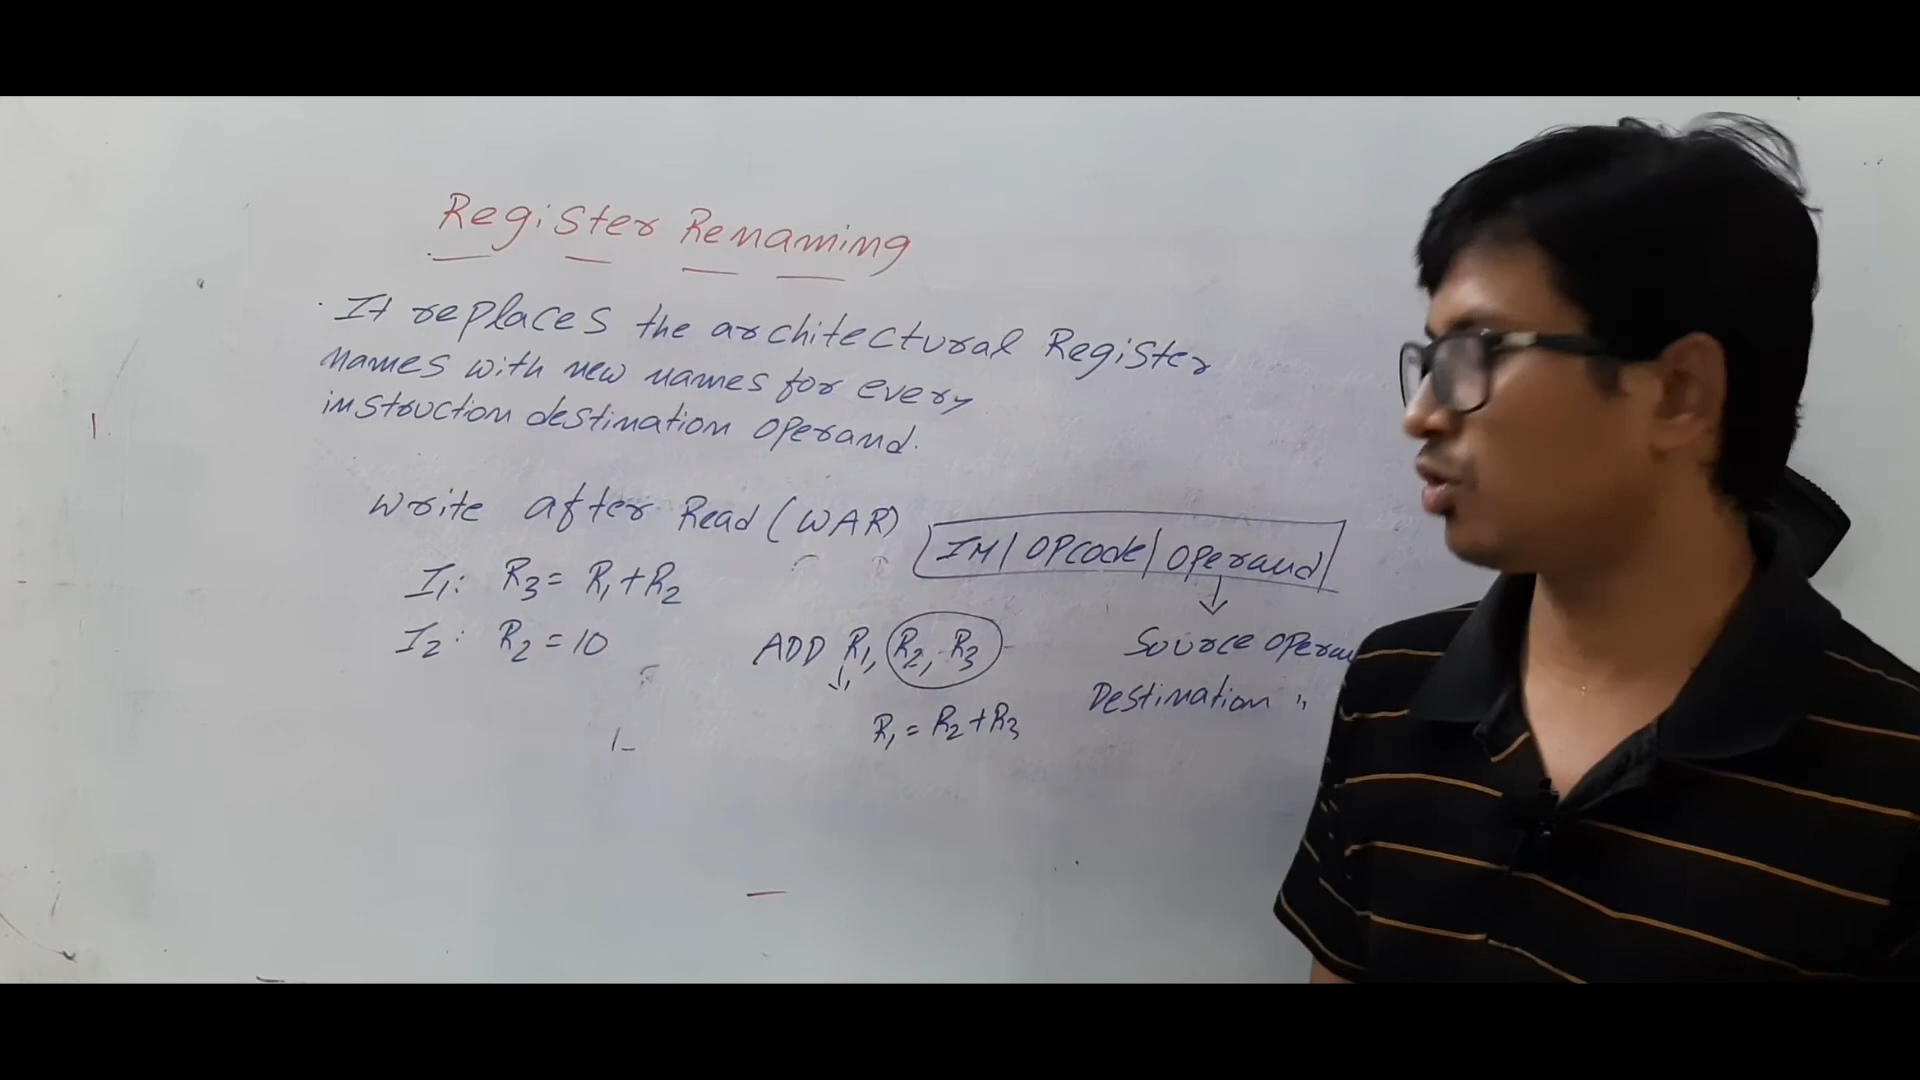 Register Renaming
. It replaces the architectural Register
names with new names for every
instruction destination operand.
Write after Read (WAR)
I1: R3 = R1 + R2
I2: R2 = 10
IM | OPcode | Operand
ADD R1, R2, R3
R1 = R2 + R3
Source Operan
Destination "